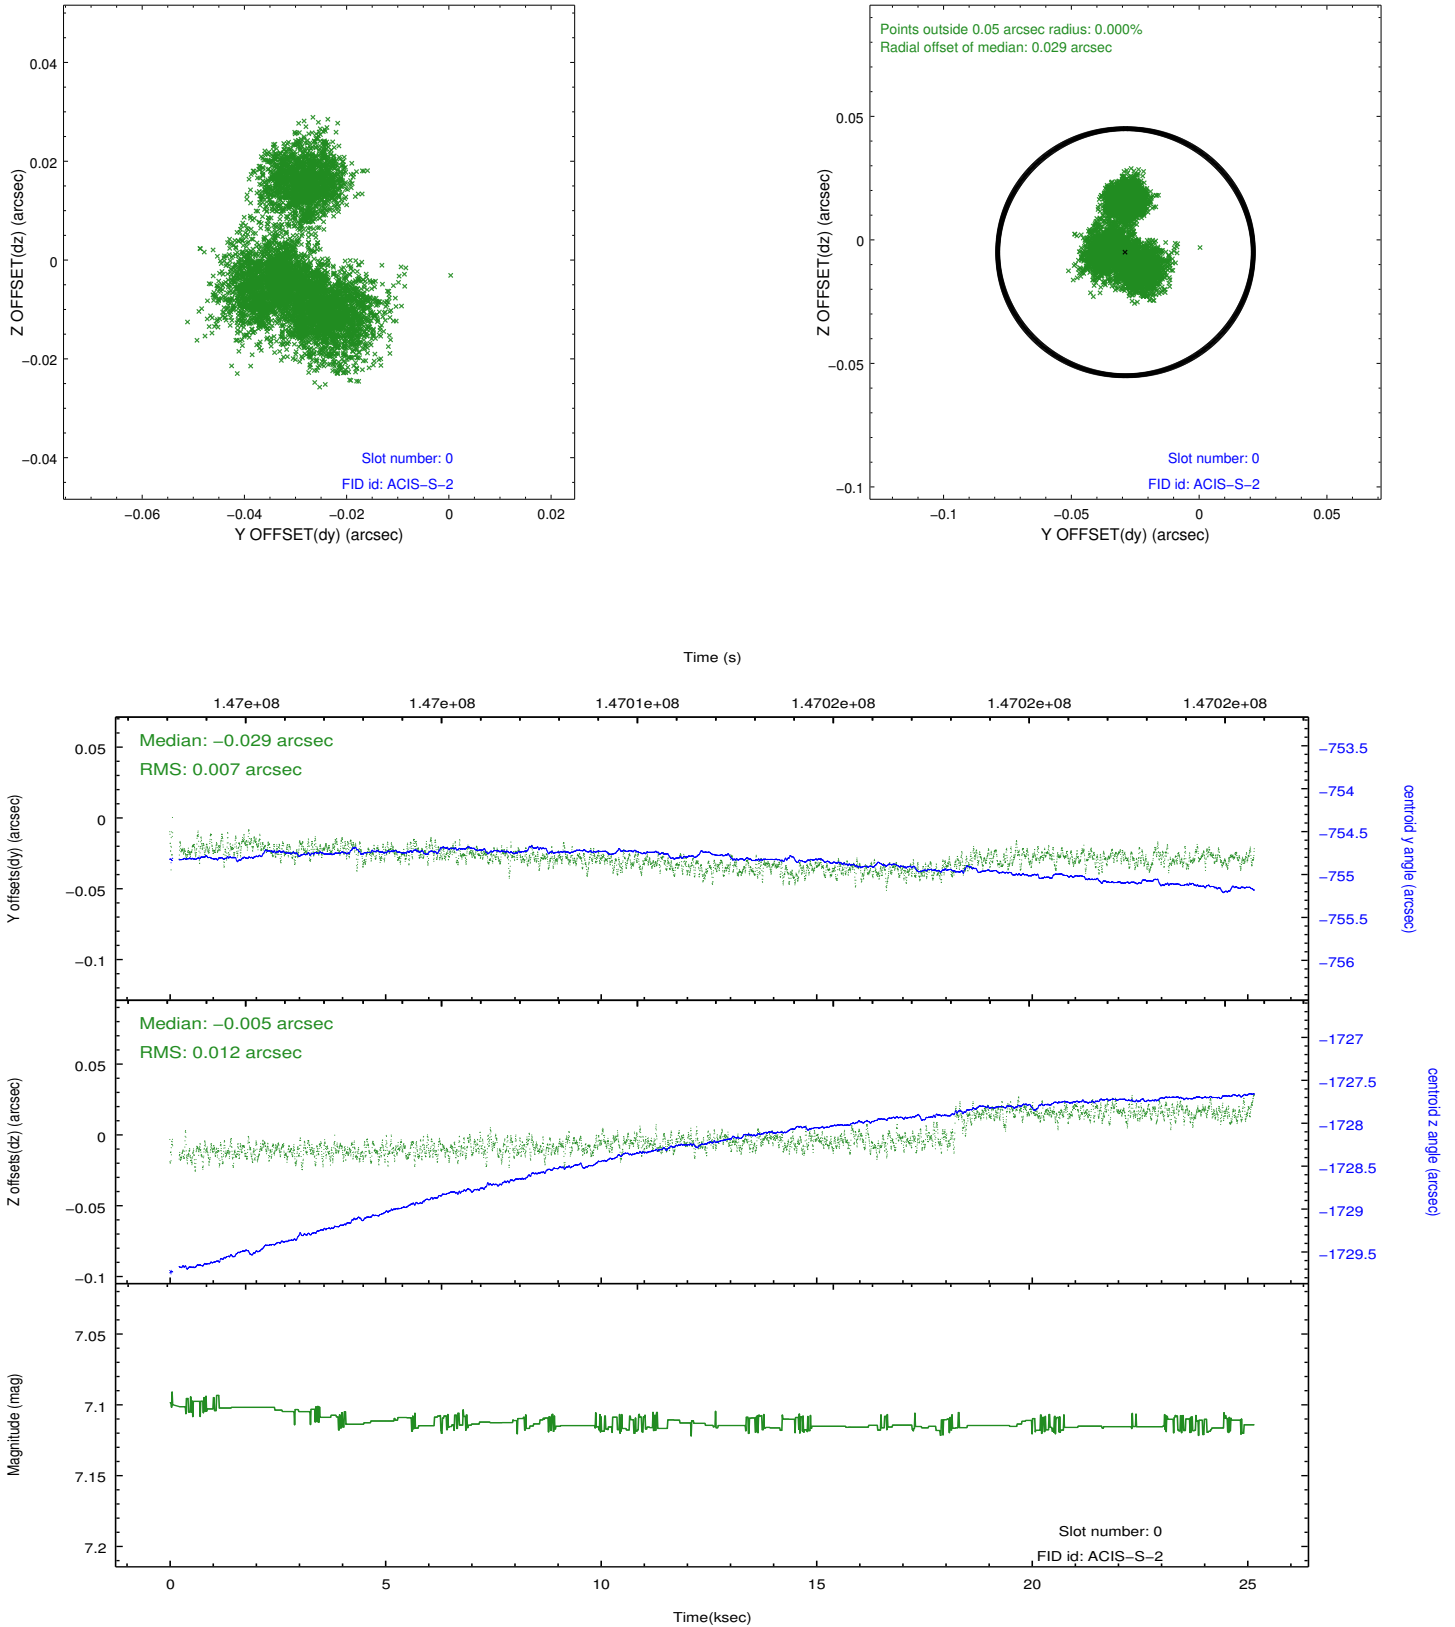 0.04
0.02
0
−0.02
−0.04
Z OFFSET(dz) (arcsec)
Slot number: 0
FID id: ACIS−S−2
−0.06
−0.04
−0.02
0
0.02
Y OFFSET(dy) (arcsec)
Points outside 0.05 arcsec radius: 0.000%
Radial offset of median: 0.029 arcsec
0.05
0
−0.05
−0.1
Z OFFSET(dz) (arcsec)
Slot number: 0
FID id: ACIS−S−2
−0.1
−0.05
0
0.05
Y OFFSET(dy) (arcsec)
Time (s)
1.47e+08
1.47e+08
1.4701e+08
1.4702e+08
1.4702e+08
1.4702e+08
Median: −0.029 arcsec
RMS: 0.007 arcsec
0.05
0
−0.05
−0.1
Y offsets(dy) (arcsec)
−753.5
−754
−754.5
−755
−755.5
−756
centroid y angle (arcsec)
Median: −0.005 arcsec
RMS: 0.012 arcsec
0.05
0
−0.05
−0.1
Z offsets(dz) (arcsec)
−1727
−1727.5
−1728
−1728.5
−1729
−1729.5
centroid z angle (arcsec)
7.05
7.1
7.15
7.2
Magnitude (mag)
Slot number: 0
FID id: ACIS−S−2
0
5
10
15
20
25
Time(ksec)